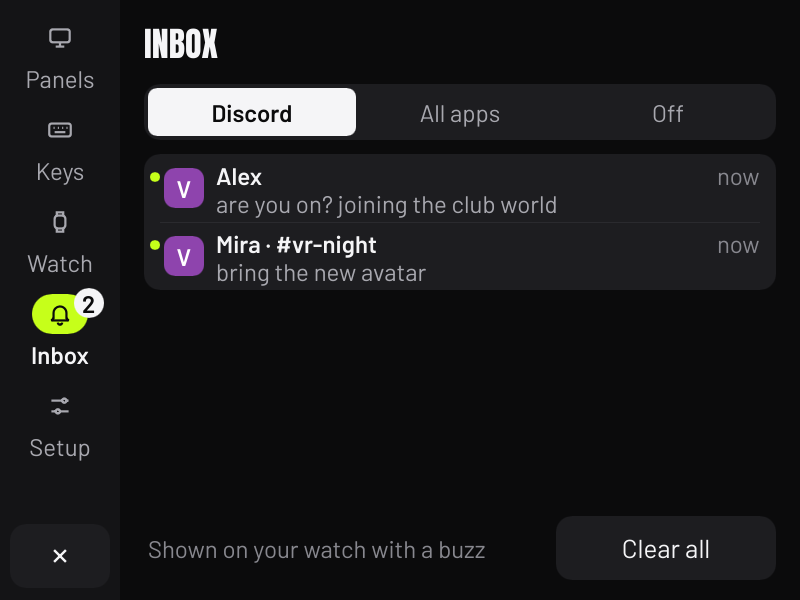 Panels
Keys
Watch
2
Inbox
Setup
INBOX
Discord
All apps
Off
V
Alex
now
are you on? joining the club world
V
Mira · #vr-night
now
bring the new avatar
Shown on your watch with a buzz
Clear all